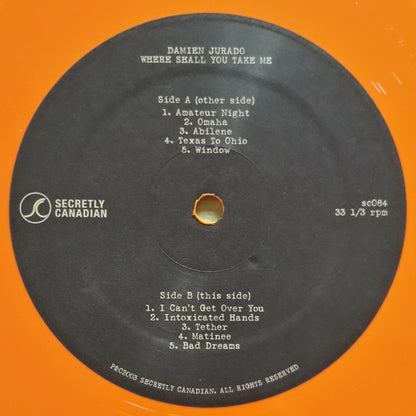 DAMIEN JURADO
WHERE SHALL YOU TAKE ME
Side A (other side)
1. Amateur Night
2. Omaha
3. Abilene
4. Texas To Ohio
5. Window
SECRETLY
CANADIAN
sc084
33 1/3 rpm
Side B (this side)
1. I Can't Get Over You
2. Intoxicated Hands
3. Tether
4. Matinee
5. Bad Dreams
P&C2003 SECRETLY CANADIAN. ALL RIGHTS RESERVED